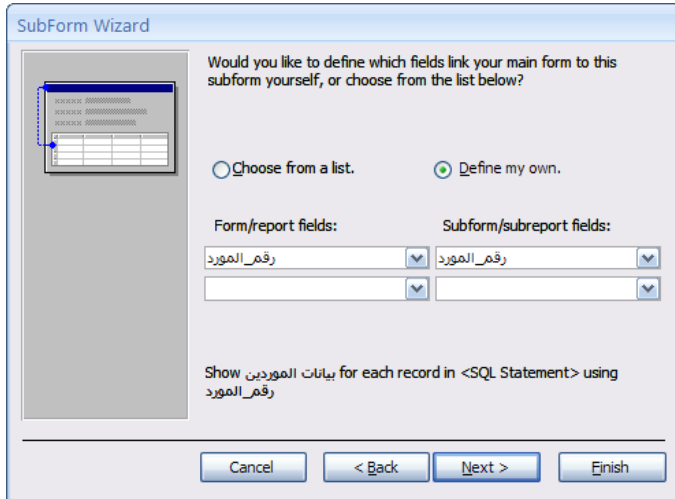 SubForm Wizard
Would you like to define which fields link your main form to this
subform yourself, or choose from the list below?
Choose from a list.
Define my own.
Form/report fields:
Subform/subreport fields:
رقم_المورد
رقم_المورد
Show بيانات الموردين for each record in <SQL Statement> using
رقم_المورد
Cancel
< Back
Next >
Finish